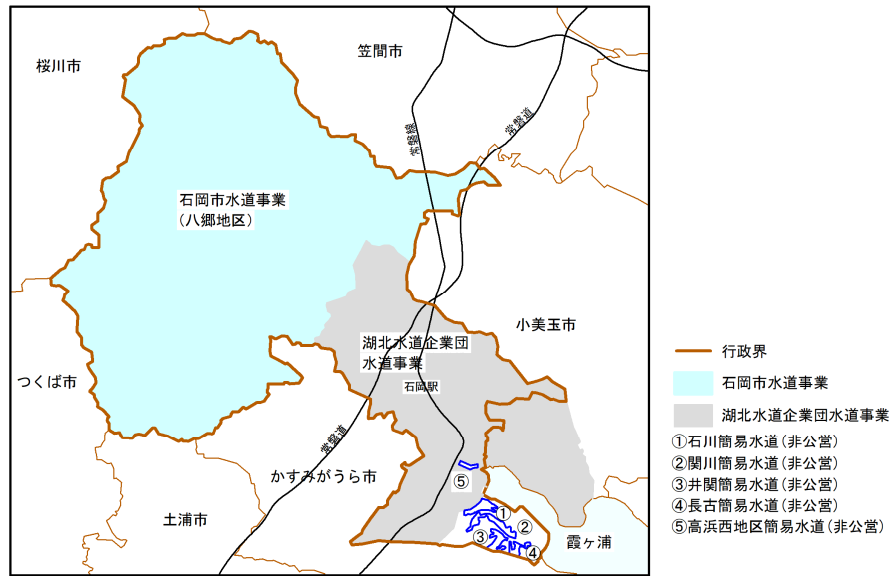 桜川市
笠間市
常磐線
常磐道
石岡市水道事業
(八郷地区)
小美玉市
湖北水道企業団
水道事業
石岡駅
つくば市
常磐道
かすみがうら市
土浦市
⑤
①
②
③
④
霞ヶ浦
行政界
石岡市水道事業
湖北水道企業団水道事業
①石川簡易水道(非公営)
②関川簡易水道(非公営)
③井関簡易水道(非公営)
④長古簡易水道(非公営)
⑤高浜西地区簡易水道(非公営)